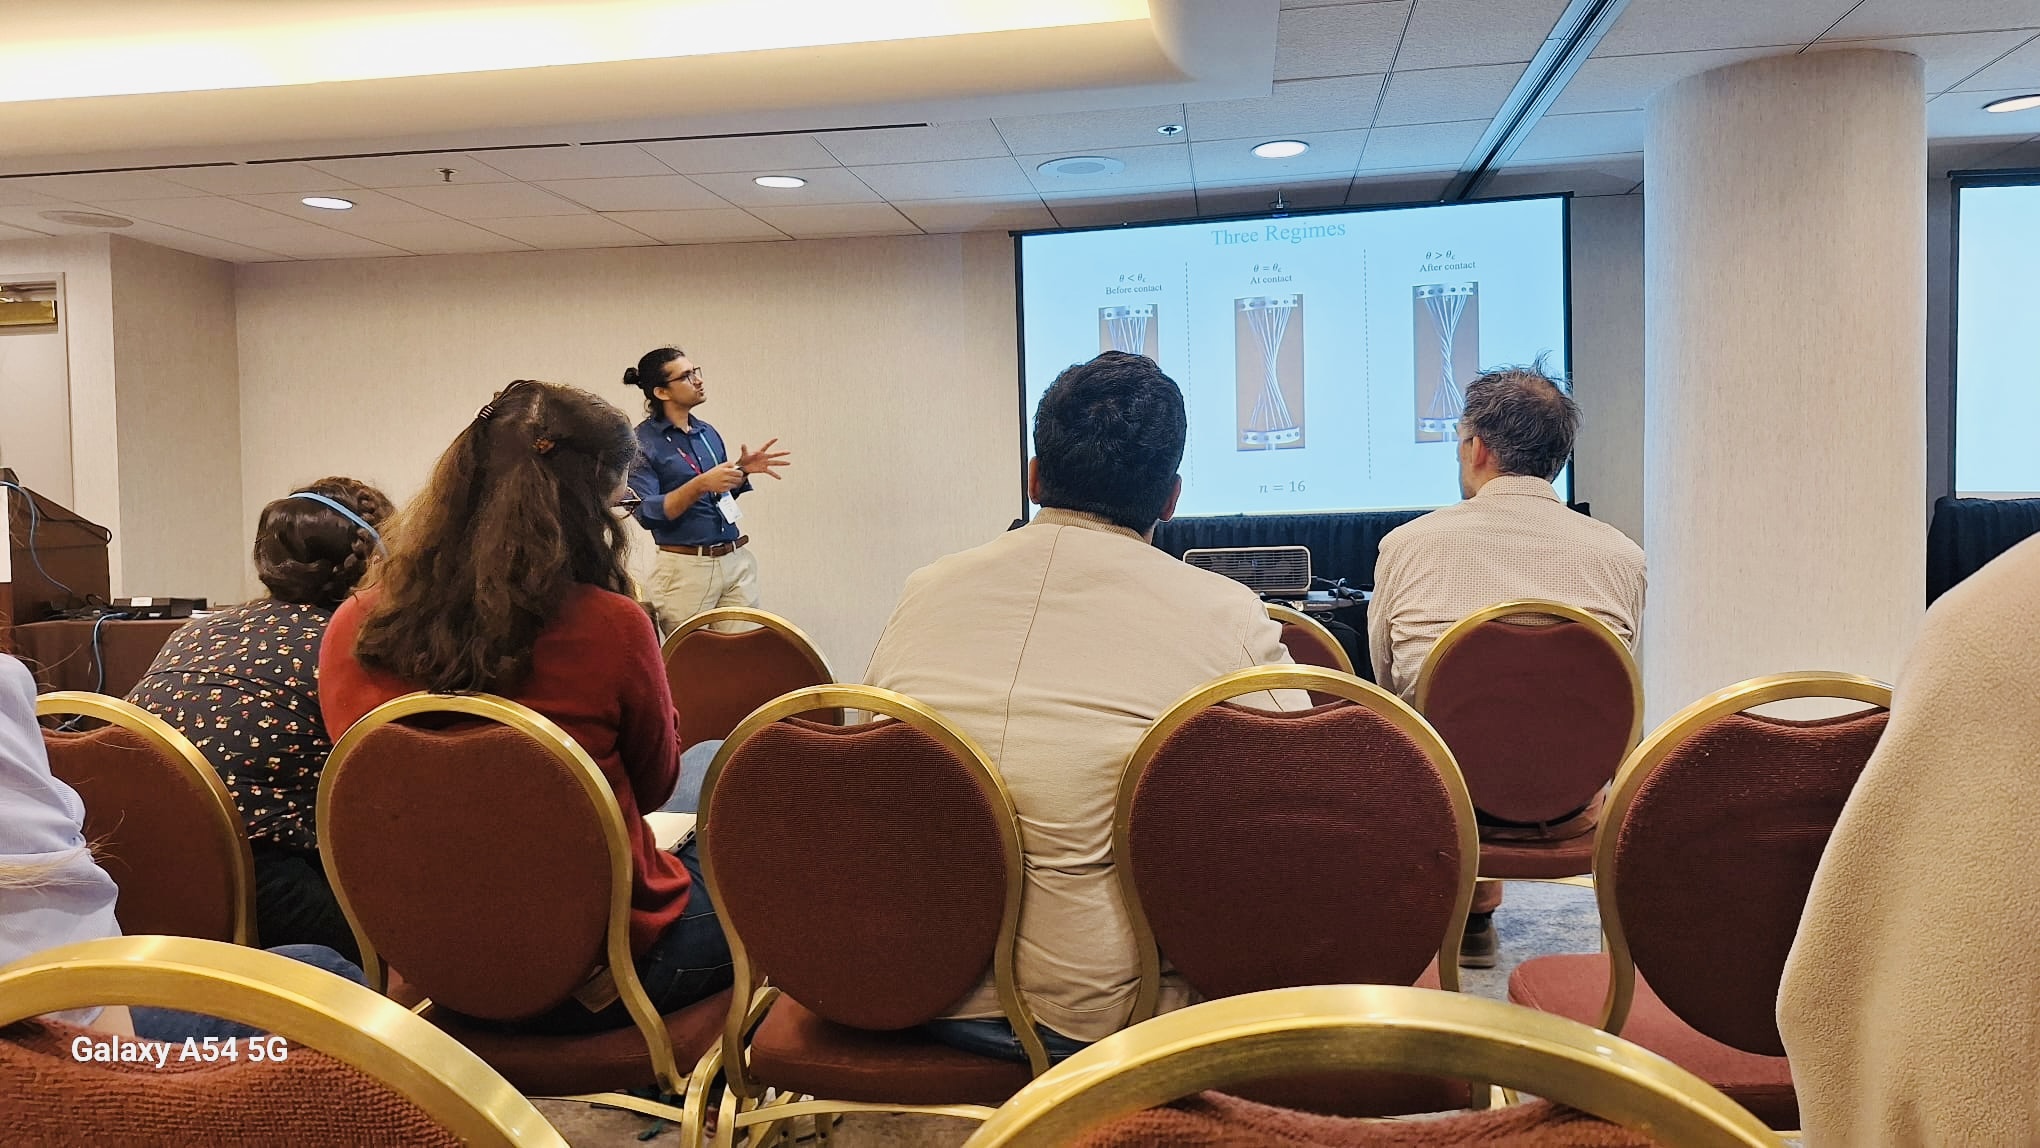 Three Regimes
θ < θc
Before contact
θ = θc
At contact
θ > θc
After contact
n = 16
Galaxy A54 5G